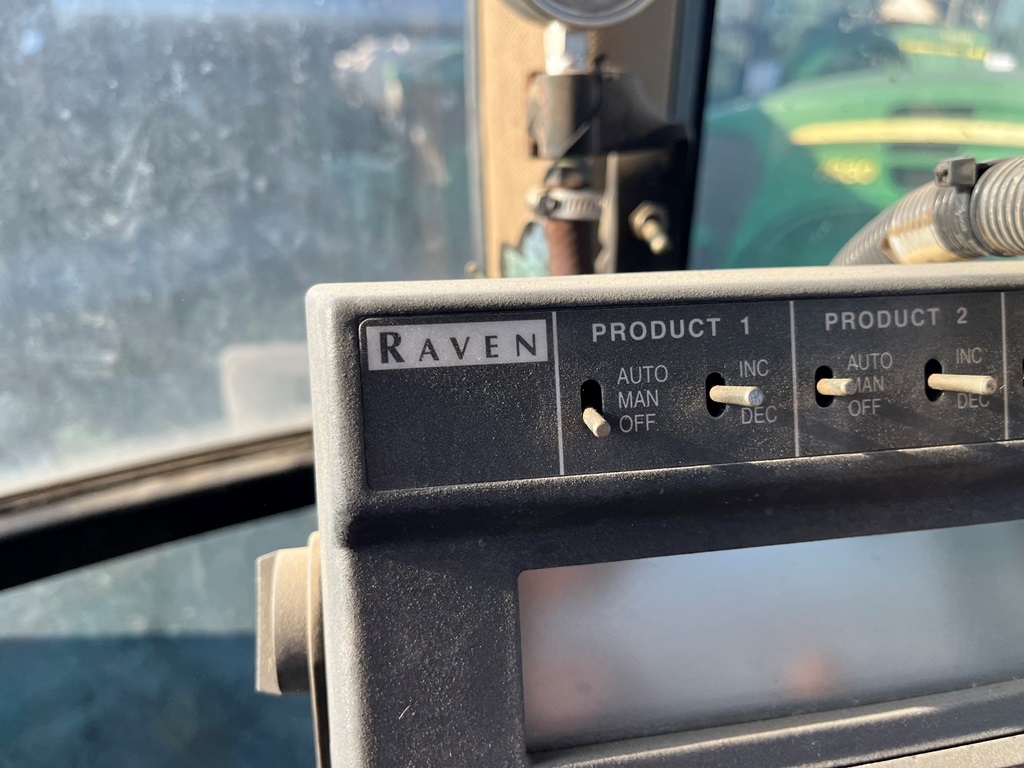 RAVEN
PRODUCT 1
AUTO
MAN
OFF
INC
DEC
PRODUCT 2
AUTO
MAN
OFF
INC
DEC